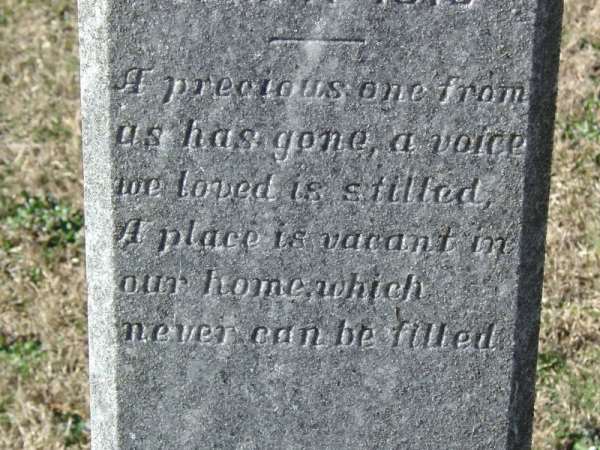 A precious one from
us has gone, a voice
we loved is stilled,
A place is vacant in
our home, which
never can be filled.